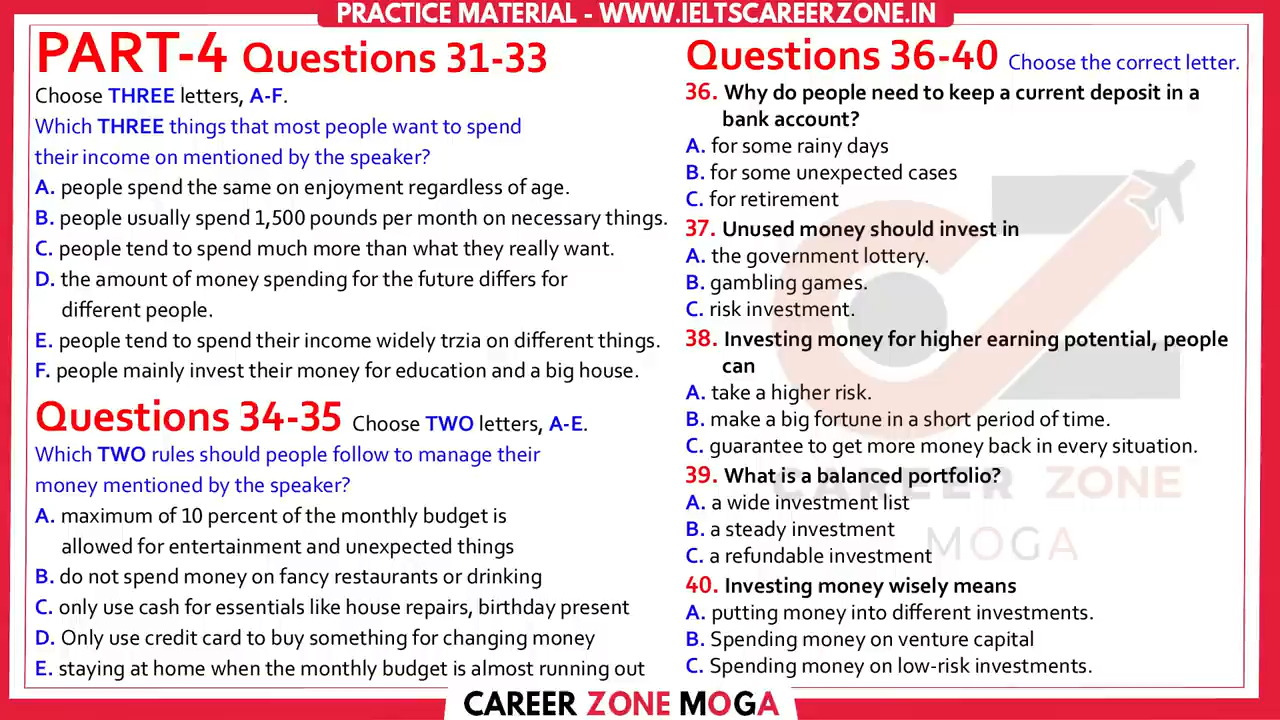 PRACTICE MATERIAL - WWW.IELTSCAREERZONE.IN
PART-4 Questions 31-33
Choose THREE letters, A-F.
Which THREE things that most people want to spend
their income on mentioned by the speaker?
A. people spend the same on enjoyment regardless of age.
B. people usually spend 1,500 pounds per month on necessary things.
C. people tend to spend much more than what they really want.
D. the amount of money spending for the future differs for
different people.
E. people tend to spend their income widely trzia on different things.
F. people mainly invest their money for education and a big house.
Questions 34-35 Choose TWO letters, A-E.
Which TWO rules should people follow to manage their
money mentioned by the speaker?
A. maximum of 10 percent of the monthly budget is
allowed for entertainment and unexpected things
B. do not spend money on fancy restaurants or drinking
C. only use cash for essentials like house repairs, birthday present
D. Only use credit card to buy something for changing money
E. staying at home when the monthly budget is almost running out
Questions 36-40 Choose the correct letter.
36. Why do people need to keep a current deposit in a
bank account?
A. for some rainy days
B. for some unexpected cases
C. for retirement
37. Unused money should invest in
A. the government lottery.
B. gambling games.
C. risk investment.
38. Investing money for higher earning potential, people
can
A. take a higher risk.
B. make a big fortune in a short period of time.
C. guarantee to get more money back in every situation.
39. What is a balanced portfolio?
A. a wide investment list
B. a steady investment
C. a refundable investment
40. Investing money wisely means
A. putting money into different investments.
B. Spending money on venture capital
C. Spending money on low-risk investments.
CAREER ZONE
MOGA
CAREER ZONE MOGA